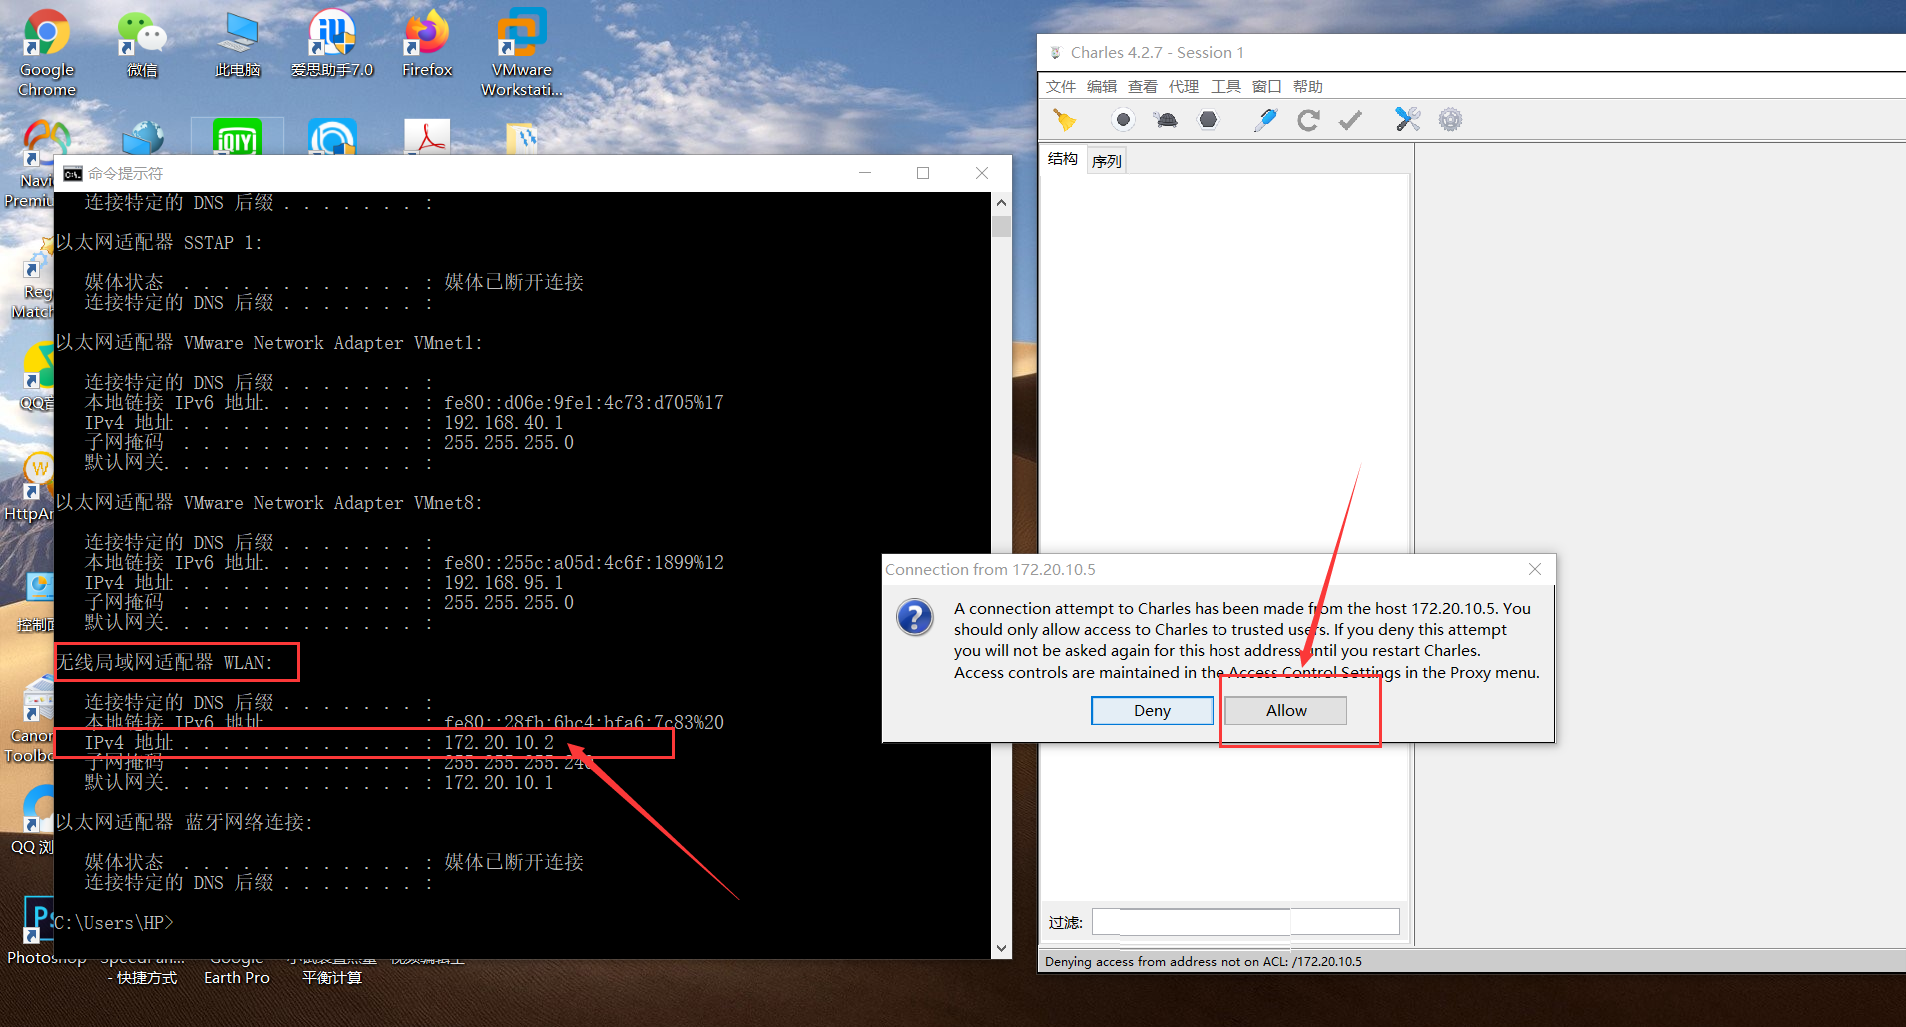 Google
Chrome
微信
此电脑
爱思助手7.0
Firefox
VMware
Workstati...
iQIYI
Navi
Premiu
Reg
Match
HttpAn
控制面
Canon
Toolbo
QQ 浏
Ps
Photoshop
- 快捷方式
Google
Earth Pro
平衡计算
命令提示符
连接特定的 DNS 后缀 . . . . . . . :
以太网适配器 SSTAP 1:
媒体状态 . . . . . . . . . . . . : 媒体已断开连接
连接特定的 DNS 后缀 . . . . . . . :
以太网适配器 VMware Network Adapter VMnet1:
连接特定的 DNS 后缀 . . . . . . . :
本地链接 IPv6 地址. . . . . . . . : fe80::d06e:9fe1:4c73:d705%17
IPv4 地址 . . . . . . . . . . . . : 192.168.40.1
子网掩码 . . . . . . . . . . . . : 255.255.255.0
默认网关. . . . . . . . . . . . . :
以太网适配器 VMware Network Adapter VMnet8:
连接特定的 DNS 后缀 . . . . . . . :
本地链接 IPv6 地址. . . . . . . . : fe80::255c:a05d:4c6f:1899%12
IPv4 地址 . . . . . . . . . . . . : 192.168.95.1
子网掩码 . . . . . . . . . . . . : 255.255.255.0
默认网关. . . . . . . . . . . . . :
无线局域网适配器 WLAN:
连接特定的 DNS 后缀 . . . . . . . :
本地链接 IPv6 地址. . . . . . . . : fe80::28fb:6bc4:bfa6:7c83%20
IPv4 地址 . . . . . . . . . . . . : 172.20.10.2
子网掩码 . . . . . . . . . . . . : 255.255.255.240
默认网关. . . . . . . . . . . . . : 172.20.10.1
以太网适配器 蓝牙网络连接:
媒体状态 . . . . . . . . . . . . : 媒体已断开连接
连接特定的 DNS 后缀 . . . . . . . :
C:\Users\HP>
Charles 4.2.7 - Session 1
文件 编辑 查看 代理 工具 窗口 帮助
结构 序列
Connection from 172.20.10.5
A connection attempt to Charles has been made from the host 172.20.10.5. You
should only allow access to Charles to trusted users. If you deny this attempt
you will not be asked again for this host address until you restart Charles.
Access controls are maintained in the Access Control Settings in the Proxy menu.
Deny Allow
过滤:
Denying access from address not on ACL: /172.20.10.5